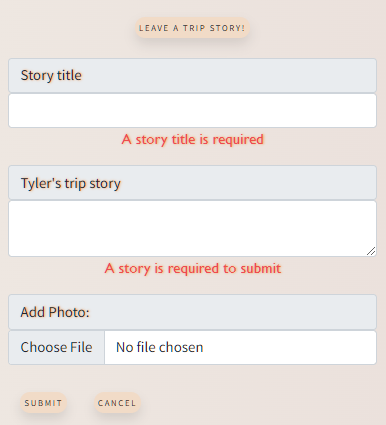 LEAVE A TRIP STORY!
Story title
A story title is required
Tyler's trip story
A story is required to submit
Add Photo:
Choose File No file chosen
SUBMIT CANCEL